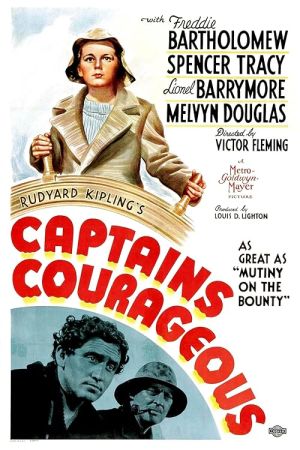 with Freddie
BARTHOLOMEW
SPENCER TRACY
Lionel BARRYMORE
MELVYN DOUGLAS
Directed by
VICTOR FLEMING
A
Metro-
Goldwyn-
Mayer
PICTURE
Produced by
LOUIS D. LIGHTON
RUDYARD KIPLING'S
CAPTAINS
COURAGEOUS
AS
GREAT AS
"MUTINY
ON THE
BOUNTY"